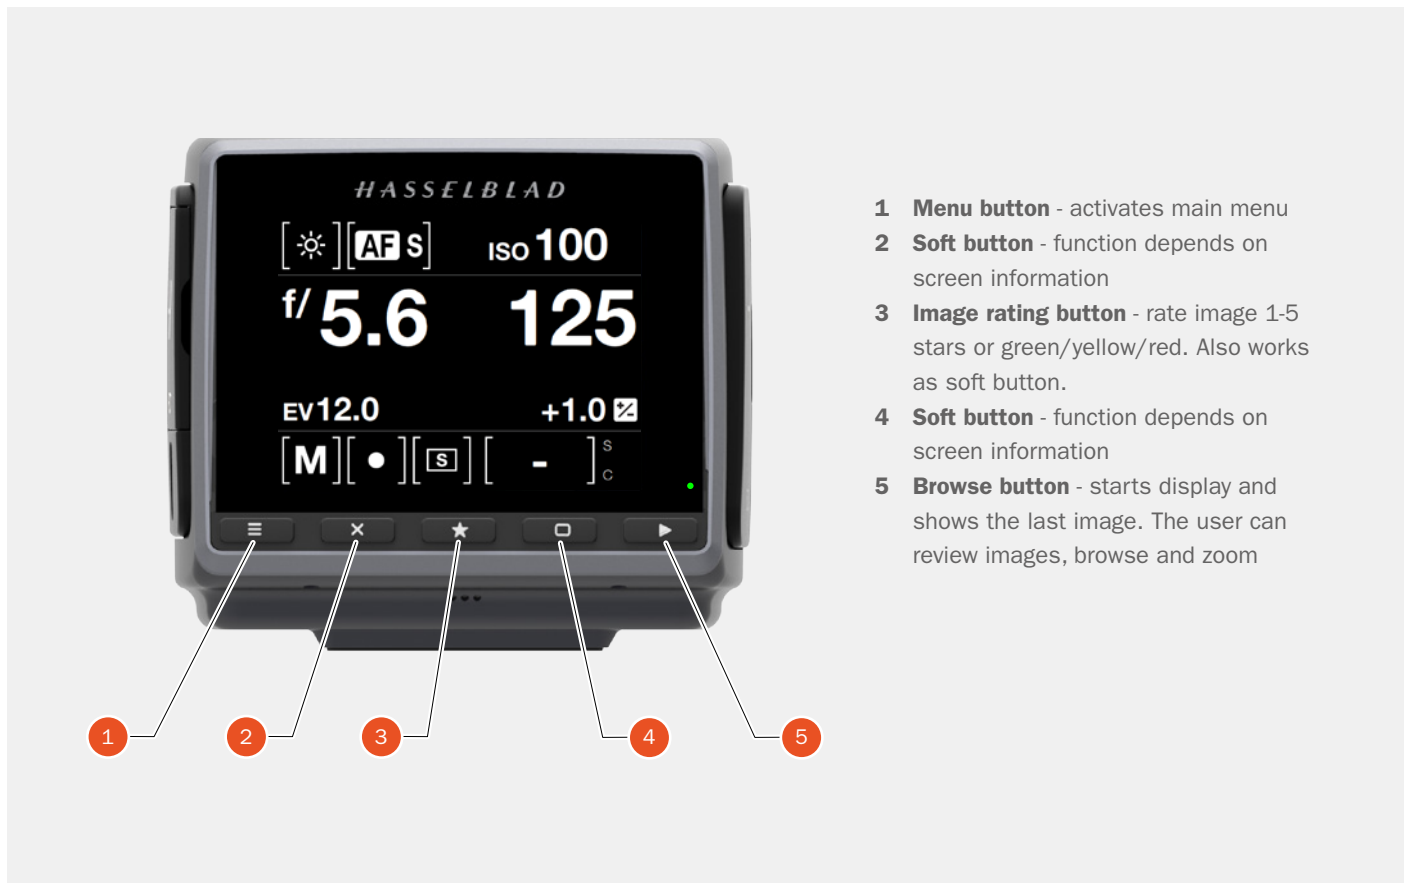 HASSELBLAD
AF S ISO 100
f/ 5.6 125
EV 12.0 +1.0
M S - S
C
1 Menu button - activates main menu
2 Soft button - function depends on
screen information
3 Image rating button - rate image 1-5
stars or green/yellow/red. Also works
as soft button.
4 Soft button - function depends on
screen information
5 Browse button - starts display and
shows the last image. The user can
review images, browse and zoom
1 2 3 4 5